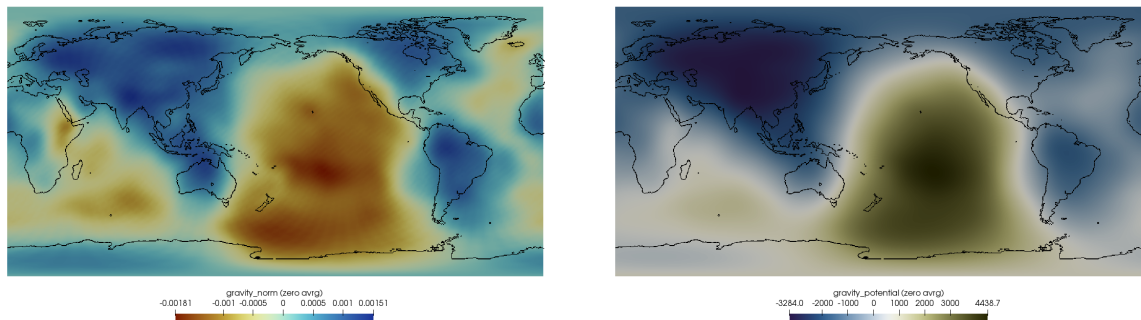 gravity_norm (zero avrg)
-0.00181 -0.001 -0.0005 0 0.0005 0.001 0.00151
gravity_potential (zero avrg)
-3284.0 -2000 -1000 0 1000 2000 3000 4438.7